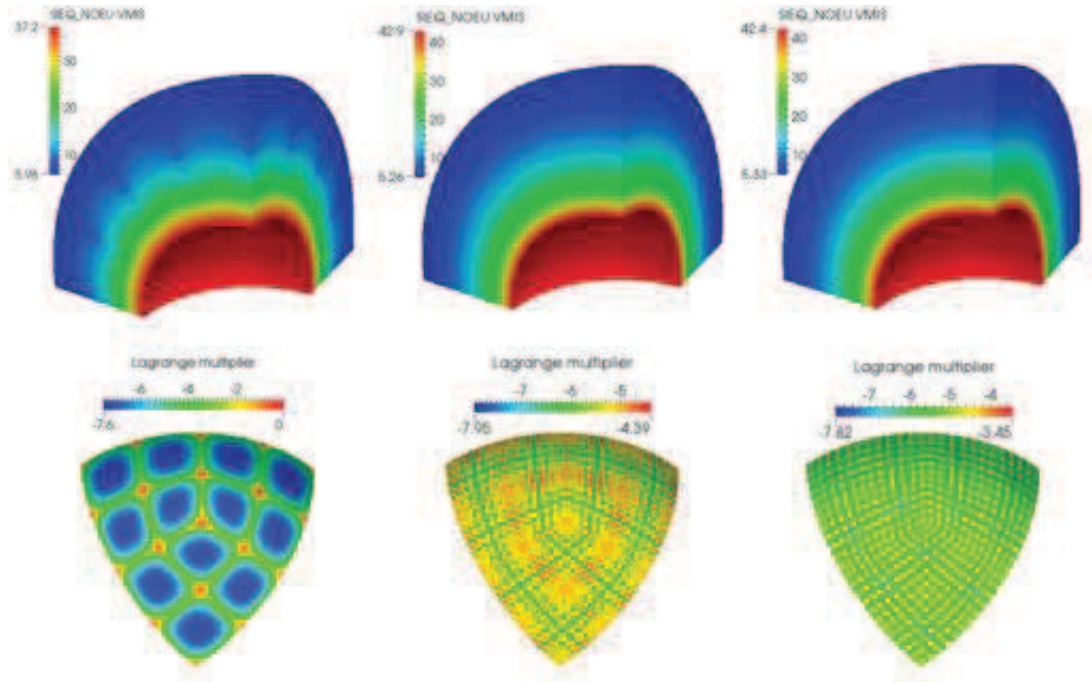 SIEQ_NOEU VMIS
37.2
30
20
10
5.95
SIEQ_NOEU VMIS
42.9
40
30
20
10
5.26
SIEQ_NOEU VMIS
42.4
40
30
20
10
5.33
Lagrange multiplier
-6 -4 -2
-7.6 0
Lagrange multiplier
-7 -6 -5
-7.95 -4.39
Lagrange multiplier
-7 -6 -5 -4
-7.82 -3.45